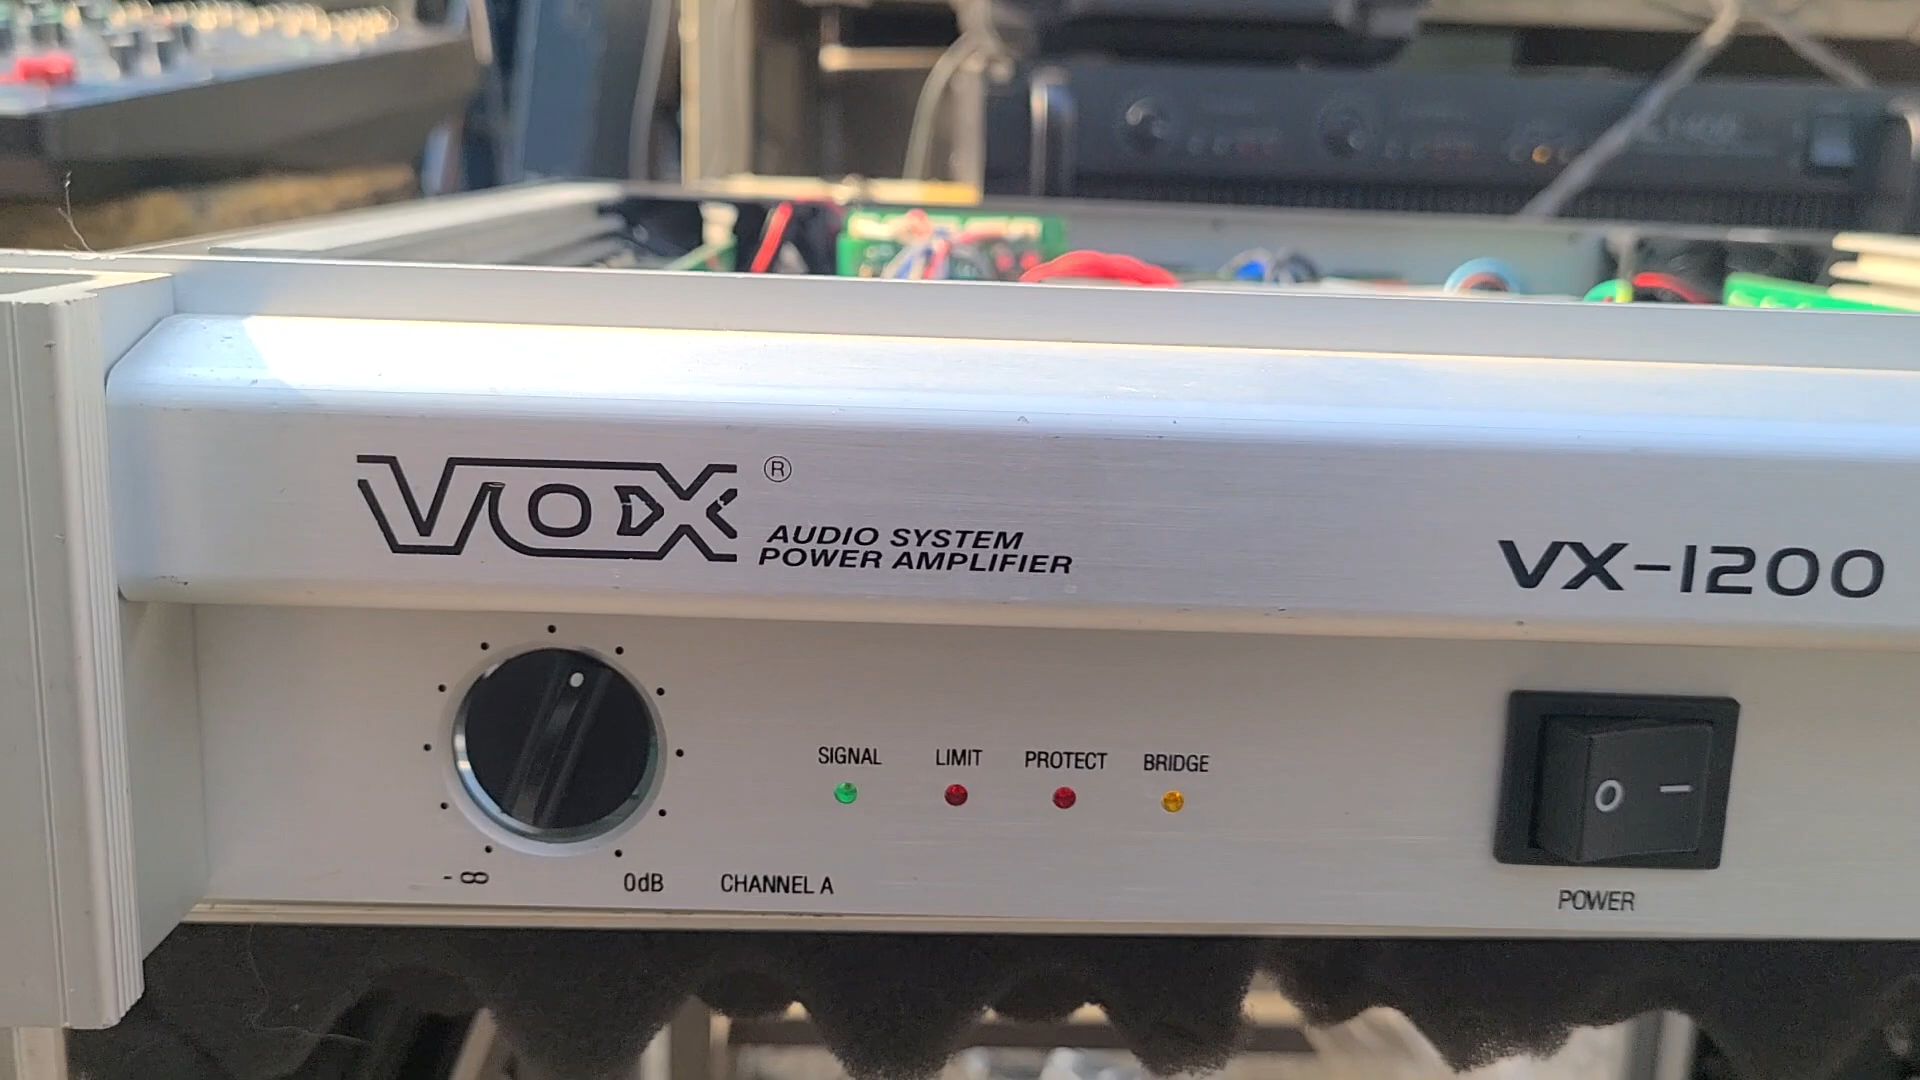 VOX ®
AUDIO SYSTEM
POWER AMPLIFIER
VX-1200
SIGNAL LIMIT PROTECT BRIDGE
O I
- ∞ 0dB CHANNEL A
POWER